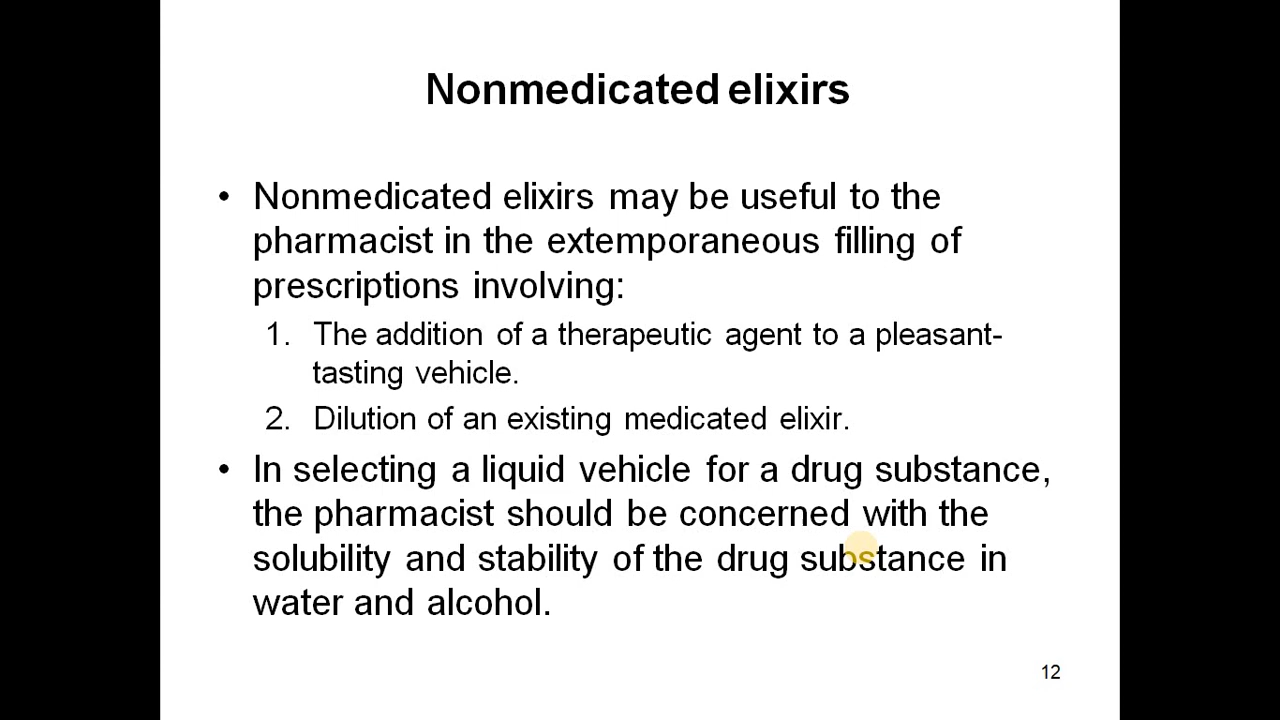 Nonmedicated elixirs
• Nonmedicated elixirs may be useful to the
pharmacist in the extemporaneous filling of
prescriptions involving:
1. The addition of a therapeutic agent to a pleasant-
tasting vehicle.
2. Dilution of an existing medicated elixir.
• In selecting a liquid vehicle for a drug substance,
the pharmacist should be concerned with the
solubility and stability of the drug substance in
water and alcohol.
12